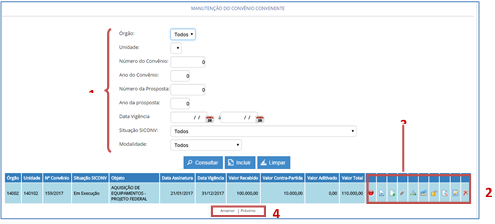 MANUTENÇÃO DO CONVÊNIO CONVENENTE
Órgão: Todos
Unidade:
Número do Convênio: 0
Ano do Convênio: 0
Número da Proposta: 0
Ano da proposta: 0
Data Vigência / / à / /
Situação SICONV: Todos
Modalidade: Todos
1
3
Consultar Incluir Limpar
Órgão Unidade Nº Convênio Situação SICONV Objeto Data Assinatura Data Vigência Valor Recebido Valor Contra-Partida Valor Aditivado Valor Total
14002 140102 159/2017 Em Execução AQUISIÇÃO DE EQUIPAMENTOS - PROJETO FEDERAL 21/01/2017 31/12/2017 100.000,00 10.000,00 0,00 110.000,00
2
Anterior | Próximo
4